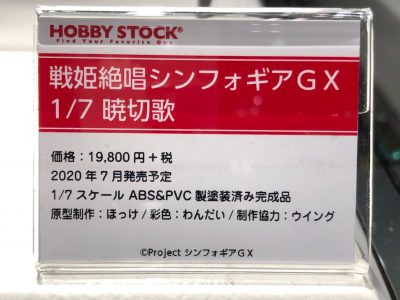 HOBBY STOCK®
Find Your Favorite One
戦姫絶唱シンフォギアGX
1/7 暁切歌
価格：19,800円＋税
2020年7月発売予定
1/7スケール ABS&PVC製塗装済み完成品
原型制作：ほっけ/彩色：わんだい/制作協力：ウイング
©Project シンフォギアGX